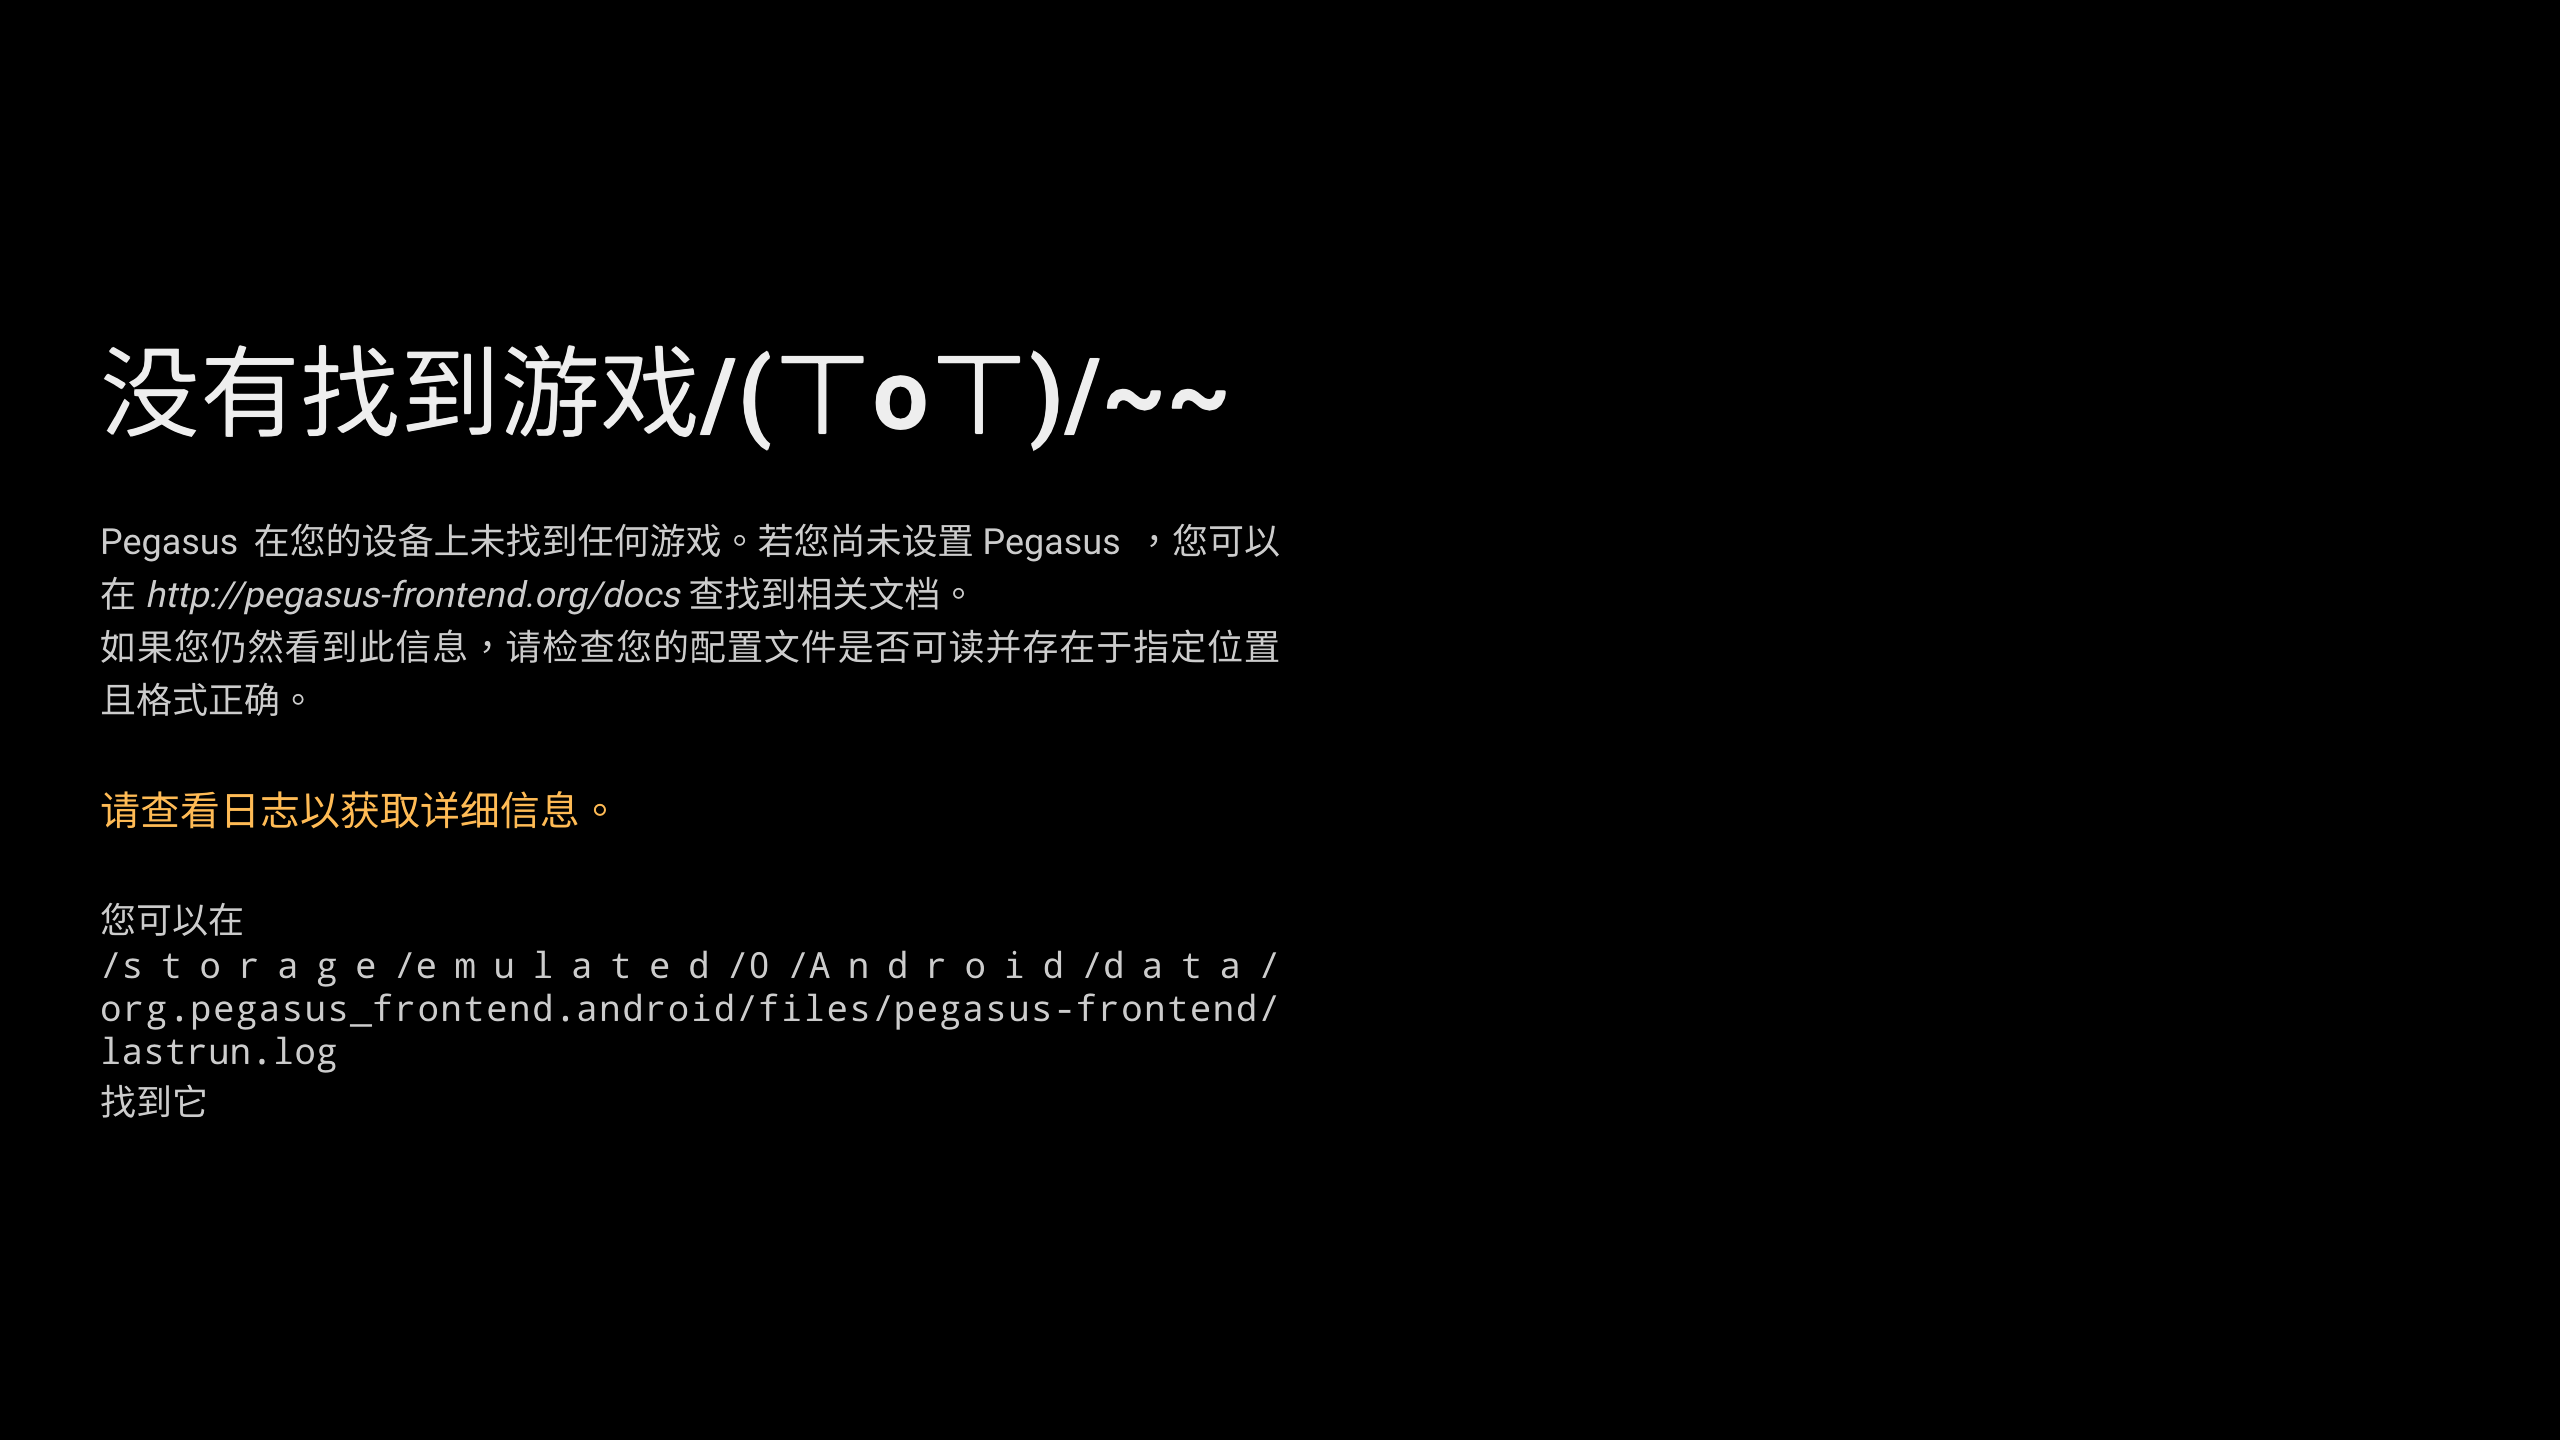 没有找到游戏/(ㄒoㄒ)/~~
Pegasus 在您的设备上未找到任何游戏。若您尚未设置 Pegasus ，您可以
在 http://pegasus-frontend.org/docs 查找到相关文档。
如果您仍然看到此信息，请检查您的配置文件是否可读并存在于指定位置
且格式正确。
请查看日志以获取详细信息。
您可以在
/storage/emulated/0/Android/data/
org.pegasus_frontend.android/files/pegasus-frontend/
lastrun.log
找到它